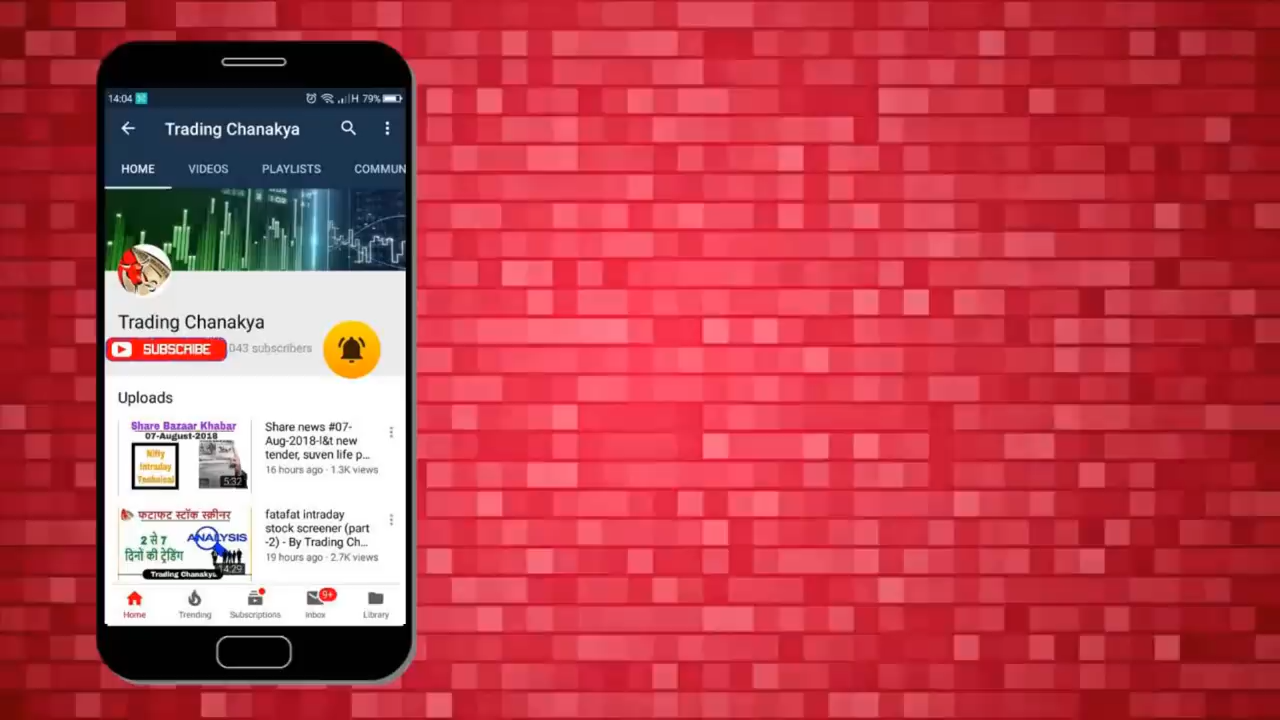 14:04
H 79%
Trading Chanakya
HOME VIDEOS PLAYLISTS COMMUN
Trading Chanakya
SUBSCRIBE 043 subscribers
Uploads
Share Bazaar Khabar
07-August-2018
Nifty
Intraday
Technical
5:32
Share news #07-
Aug-2018-l&t new
tender, suven life p...
16 hours ago · 1.3K views
फटाफट स्टॉक स्क्रीनर
2 से 7
दिनों की ट्रेडिंग
ANALYSIS
14:29
Trading Chanakya
fatafat intraday
stock screener (part
-2) - By Trading Ch...
19 hours ago · 2.7K views
9+
Home Trending Subscriptions Inbox Library